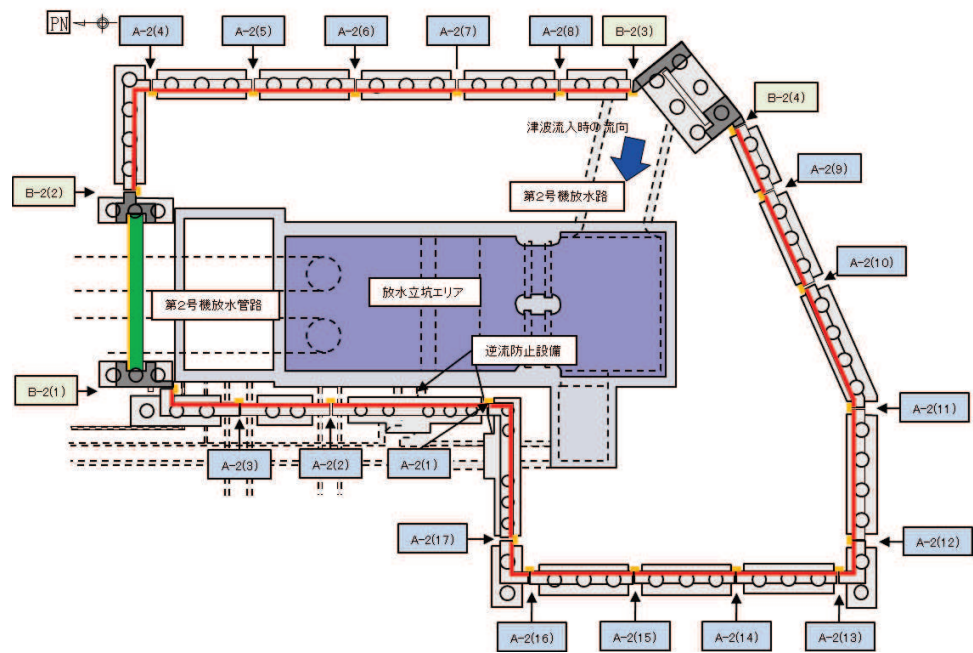 PN
A-2(4)
A-2(5)
A-2(6)
A-2(7)
A-2(8)
B-2(3)
B-2(4)
津波流入時の流向
A-2(9)
B-2(2)
第2号機放水路
A-2(10)
放水立坑エリア
第2号機放水管路
逆流防止設備
B-2(1)
A-2(11)
A-2(3)
A-2(2)
A-2(1)
A-2(17)
A-2(12)
A-2(16)
A-2(15)
A-2(14)
A-2(13)